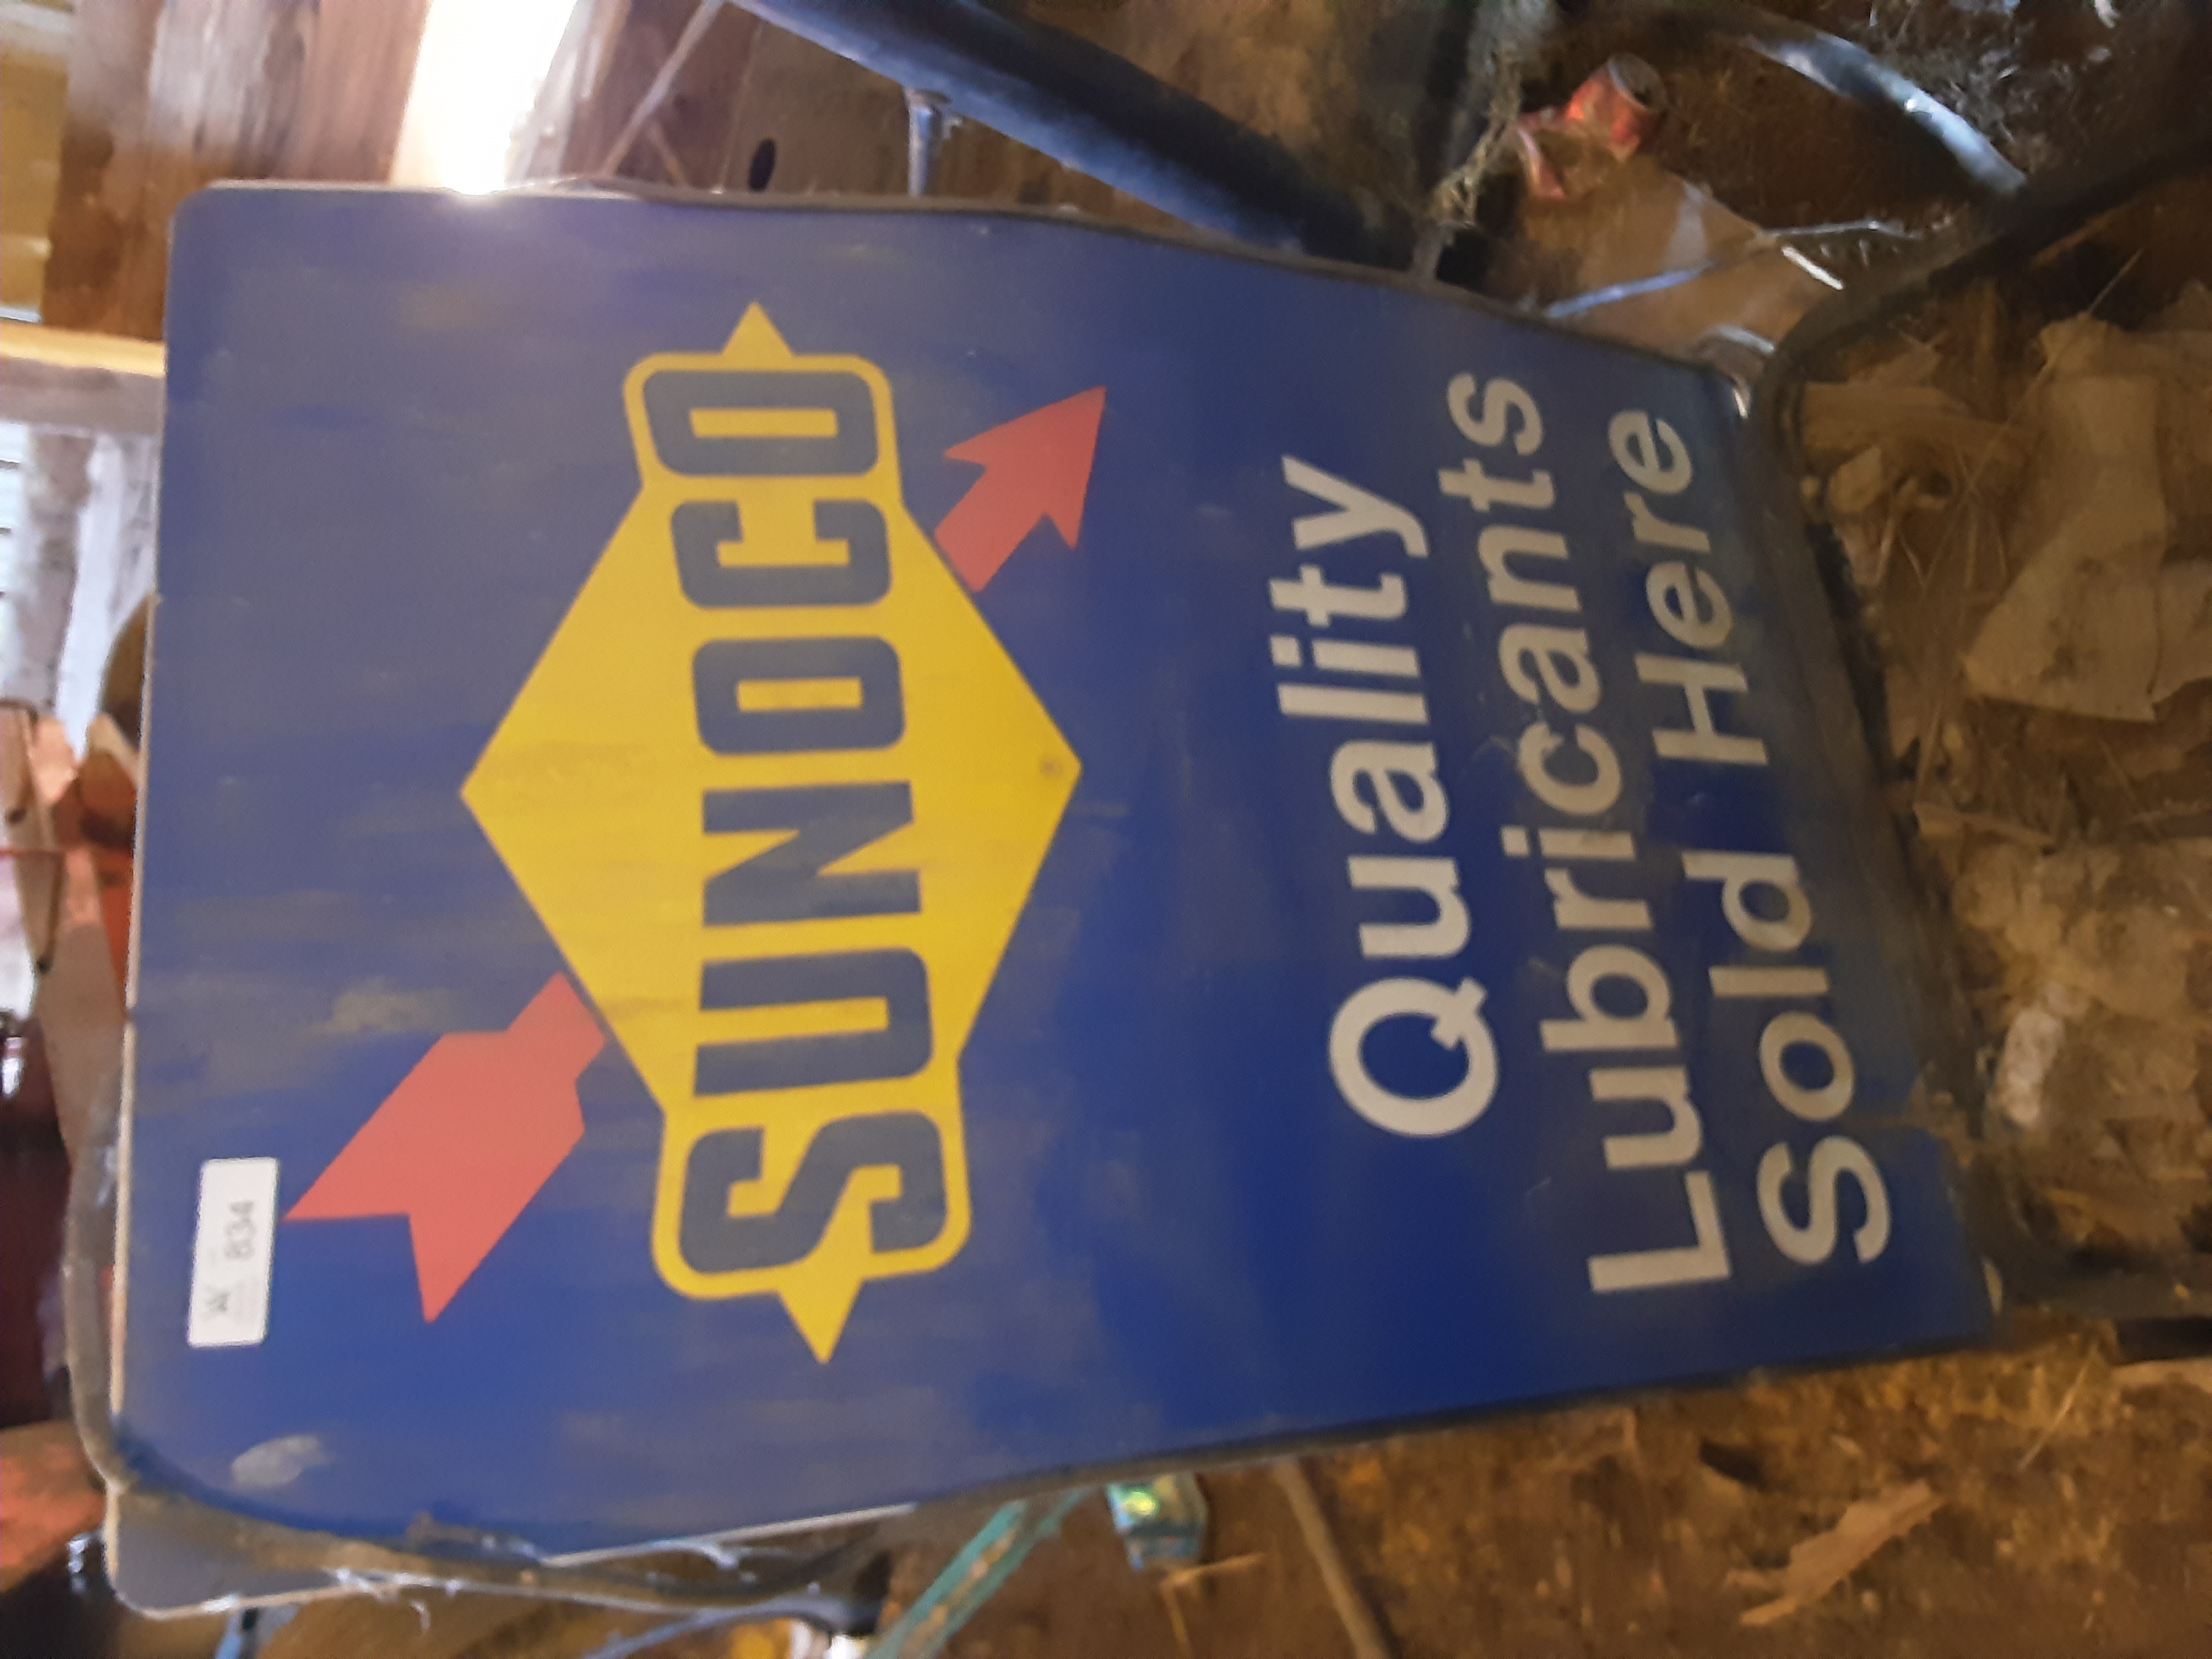 W 834
SUNOCO
Quality
Lubricants
Sold Here